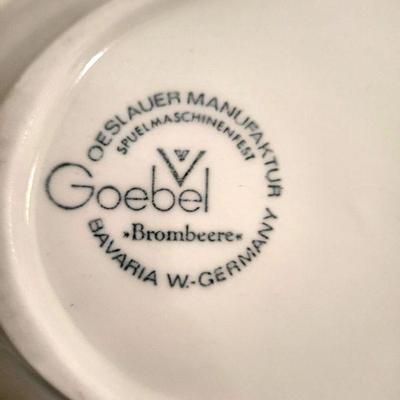 OESLAUER MANUFAKTUR
SPUELMASCHINENFEST
Goebel
»Brombeere«
BAVARIA W.-GERMANY